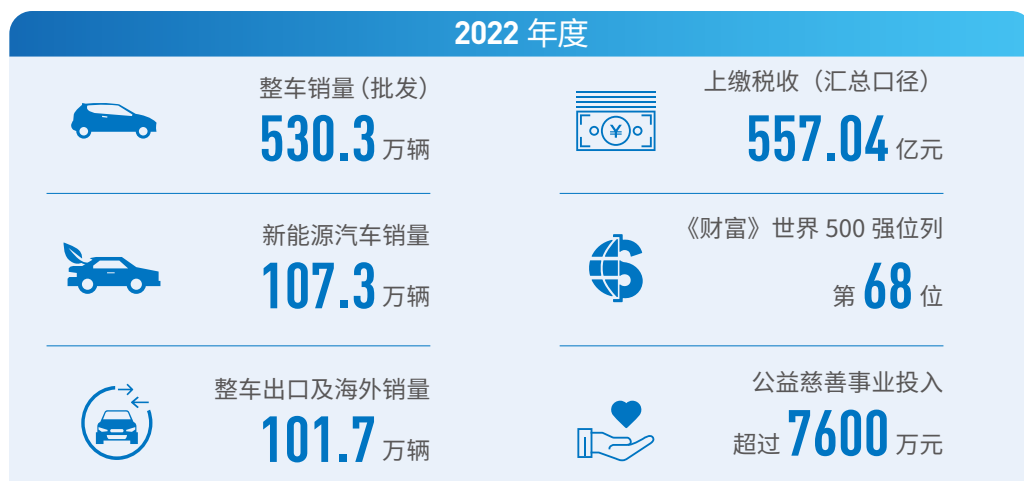 2022 年度
整车销量（批发）
530.3 万辆
新能源汽车销量
107.3 万辆
整车出口及海外销量
101.7 万辆
上缴税收（汇总口径）
¥
557.04 亿元
《财富》世界 500 强位列
第 68 位
公益慈善事业投入
超过 7600 万元